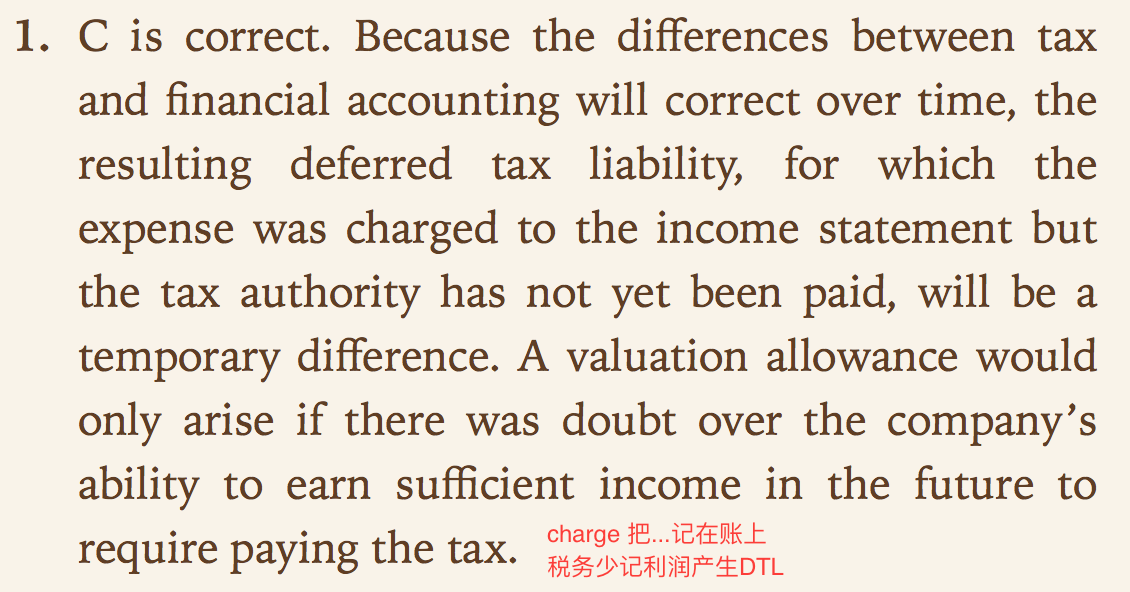 1. C is correct. Because the differences between tax
and financial accounting will correct over time, the
resulting deferred tax liability, for which the
expense was charged to the income statement but
the tax authority has not yet been paid, will be a
temporary difference. A valuation allowance would
only arise if there was doubt over the company’s
ability to earn sufficient income in the future to
require paying the tax.
charge 把...记在账上
税务少记利润产生DTL